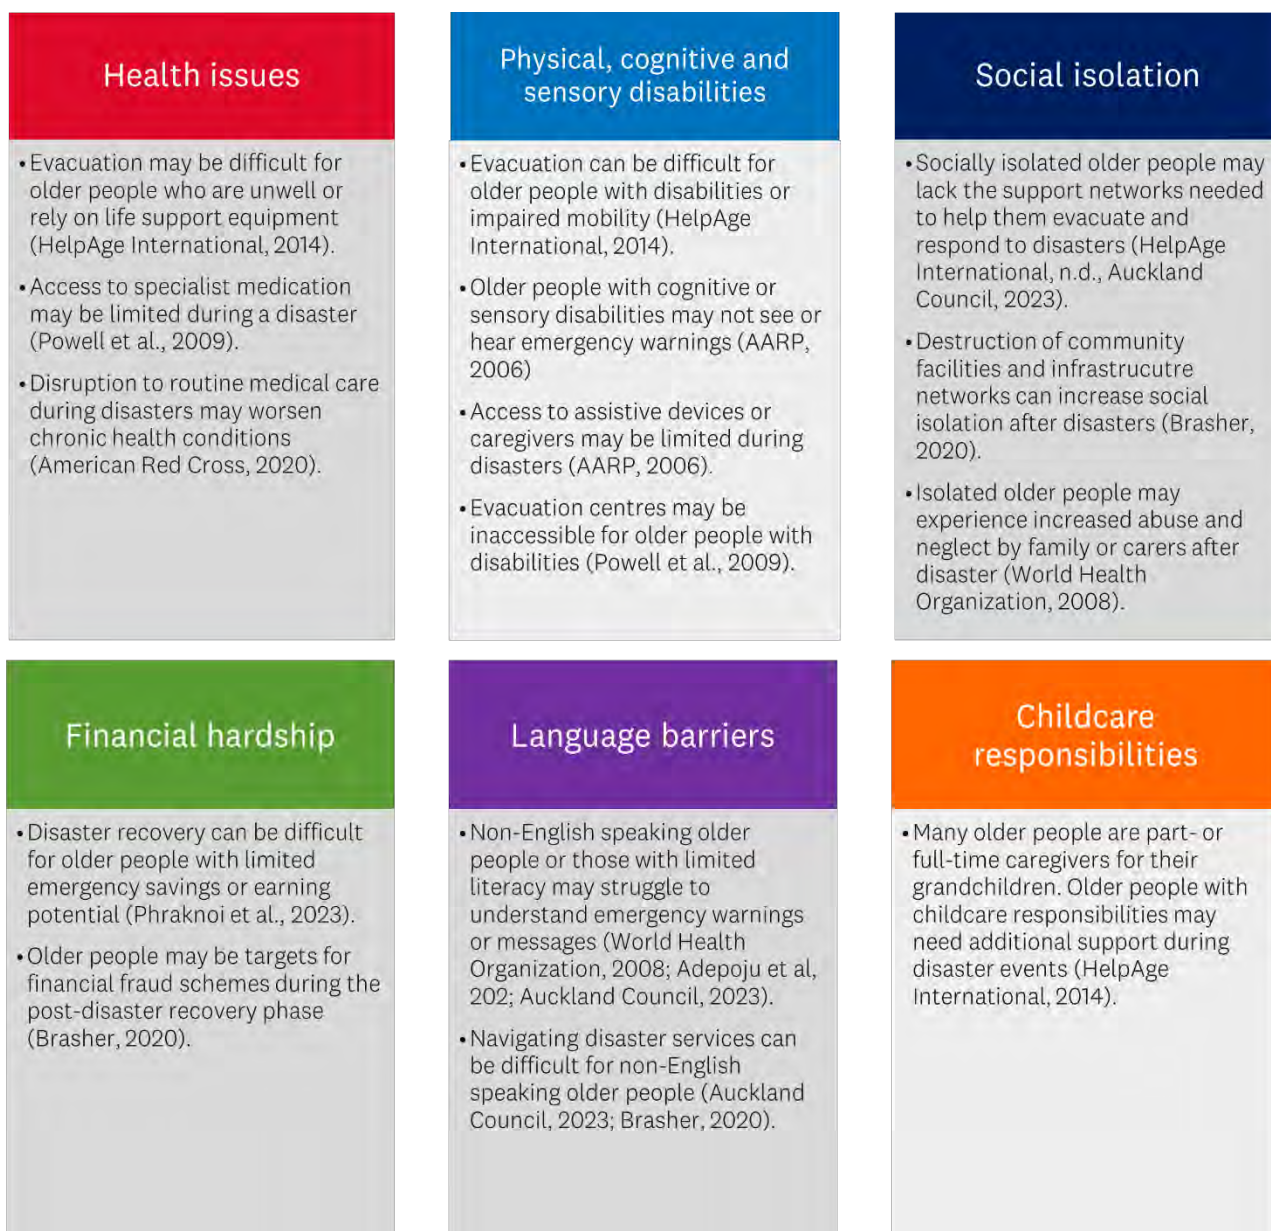 Health issues
•Evacuation may be difficult for
older people who are unwell or
rely on life support equipment
(HelpAge International, 2014).
•Access to specialist medication
may be limited during a disaster
(Powell et al., 2009).
•Disruption to routine medical care
during disasters may worsen
chronic health conditions
(American Red Cross, 2020).
Physical, cognitive and
sensory disabilities
•Evacuation can be difficult for
older people with disabilities or
impaired mobility (HelpAge
International, 2014).
•Older people with cognitive or
sensory disabilities may not see or
hear emergency warnings (AARP,
2006)
•Access to assistive devices or
caregivers may be limited during
disasters (AARP, 2006).
•Evacuation centres may be
inaccessible for older people with
disabilities (Powell et al., 2009).
Social isolation
•Socially isolated older people may
lack the support networks needed
to help them evacuate and
respond to disasters (HelpAge
International, n.d., Auckland
Council, 2023).
•Destruction of community
facilities and infrastrucutre
networks can increase social
isolation after disasters (Brasher,
2020).
•Isolated older people may
experience increased abuse and
neglect by family or carers after
disaster (World Health
Organization, 2008).
Financial hardship
•Disaster recovery can be difficult
for older people with limited
emergency savings or earning
potential (Phraknoi et al., 2023).
•Older people may be targets for
financial fraud schemes during the
post-disaster recovery phase
(Brasher, 2020).
Language barriers
•Non-English speaking older
people or those with limited
literacy may struggle to
understand emergency warnings
or messages (World Health
Organization, 2008; Adepoju et al,
202; Auckland Council, 2023).
•Navigating disaster services can
be difficult for non-English
speaking older people (Auckland
Council, 2023; Brasher, 2020).
Childcare
responsibilities
•Many older people are part- or
full-time caregivers for their
grandchildren. Older people with
childcare responsibilities may
need additional support during
disaster events (HelpAge
International, 2014).